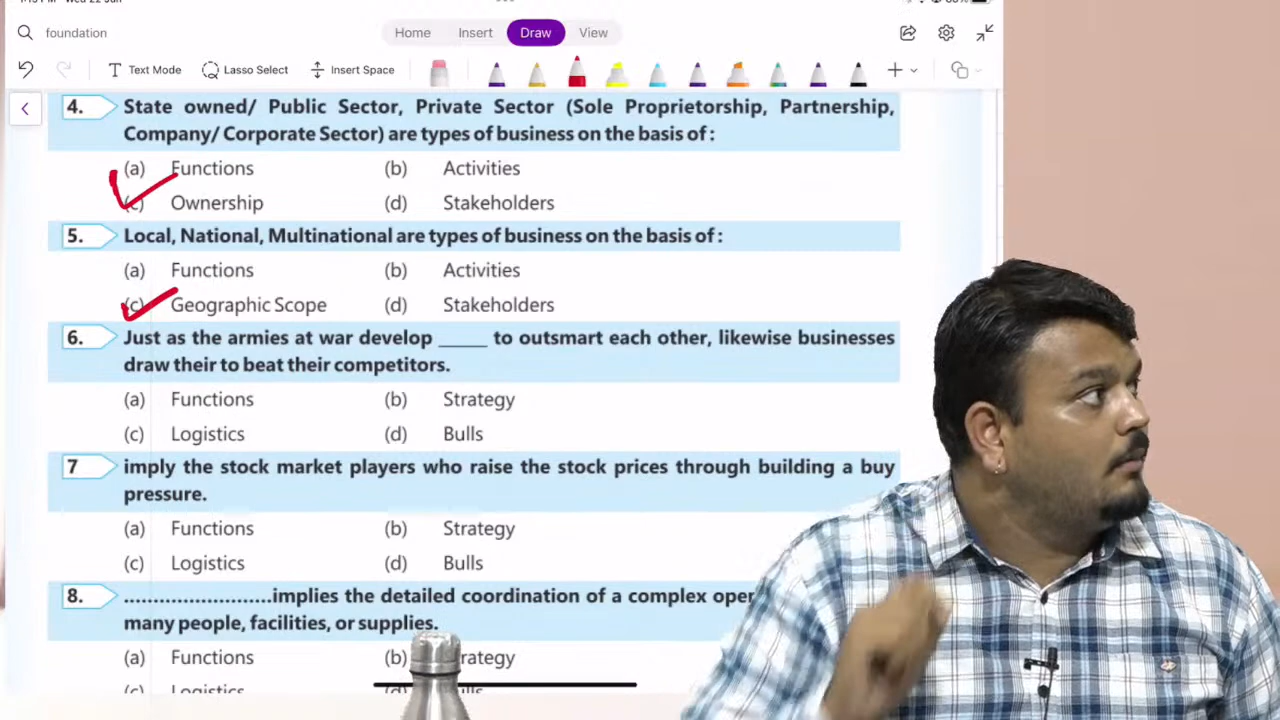 foundation
Home Insert Draw View
Text Mode Lasso Select Insert Space
4. State owned/ Public Sector, Private Sector (Sole Proprietorship, Partnership,
Company/ Corporate Sector) are types of business on the basis of :
(a) Functions (b) Activities
(c) Ownership (d) Stakeholders
5. Local, National, Multinational are types of business on the basis of :
(a) Functions (b) Activities
(c) Geographic Scope (d) Stakeholders
6. Just as the armies at war develop _____ to outsmart each other, likewise businesses
draw their to beat their competitors.
(a) Functions (b) Strategy
(c) Logistics (d) Bulls
7 imply the stock market players who raise the stock prices through building a buy
pressure.
(a) Functions (b) Strategy
(c) Logistics (d) Bulls
8. .........................implies the detailed coordination of a complex oper
many people, facilities, or supplies.
(a) Functions (b) rategy
(c) Logistics (d) ulls